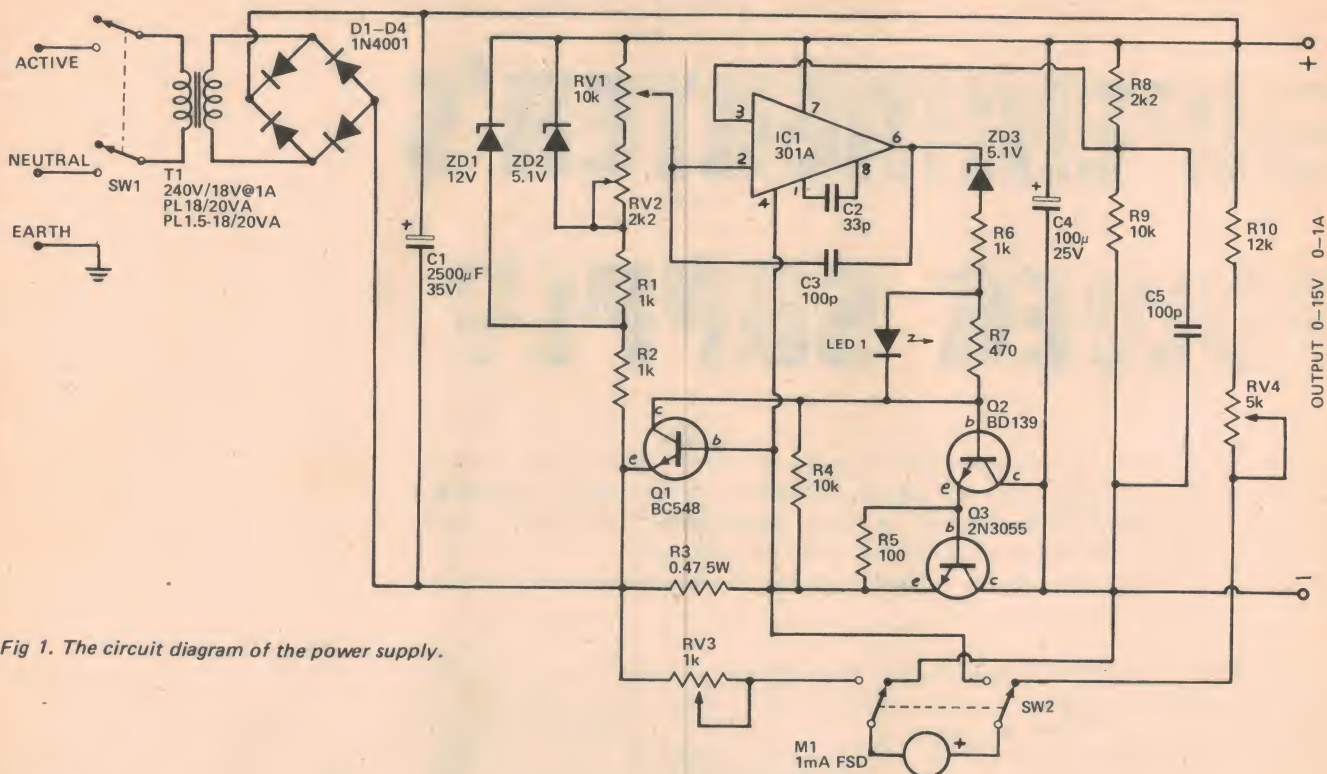 D1–D4
1N4001
ACTIVE
NEUTRAL
SW1
T1
240V/18V@1A
PL18/20VA
PL1.5-18/20VA
EARTH
+
C1
2500μF
35V
ZD1
12V
ZD2
5.1V
RV1
10k
RV2
2k2
R1
1k
R2
1k
3
2
7
IC1
301A
6
8
1
4
C2
33p
C3
100p
ZD3
5.1V
R6
1k
LED 1
R7
470
+
C4
100μ
25V
R8
2k2
R9
10k
C5
100p
R10
12k
RV4
5k
+
OUTPUT 0–15V 0–1A
–
c
b
e
Q1
BC548
R4
10k
Q2
BD139
b
e
c
Q3
2N3055
b
e
c
R5
100
R3
0.47 5W
RV3
1k
SW2
M1
1mA FSD
+
Fig 1. The circuit diagram of the power supply.